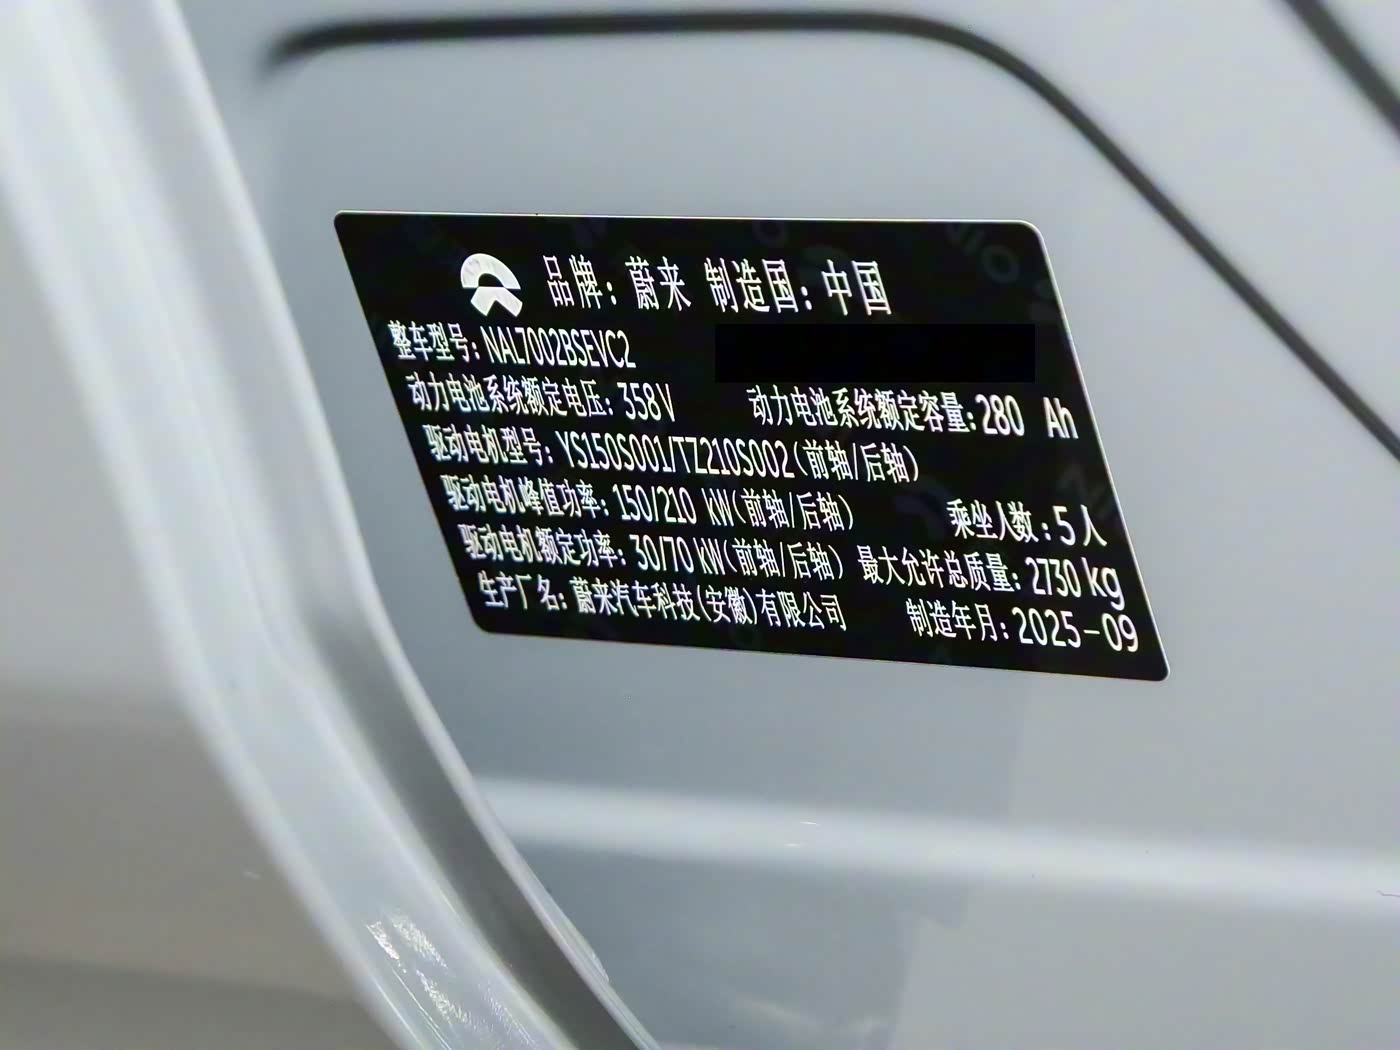 品牌：蔚来 制造国：中国
整车型号：NAL7002BSEVC2
动力电池系统额定电压：358V 动力电池系统额定容量：280 Ah
驱动电机型号：YS150S001/TZ210S002(前轴/后轴)
驱动电机峰值功率：150/210 kW(前轴/后轴) 乘坐人数：5人
驱动电机额定功率：30/70 kW(前轴/后轴) 最大允许总质量：2730 kg
生产厂名：蔚来汽车科技(安徽)有限公司 制造年月：2025-09